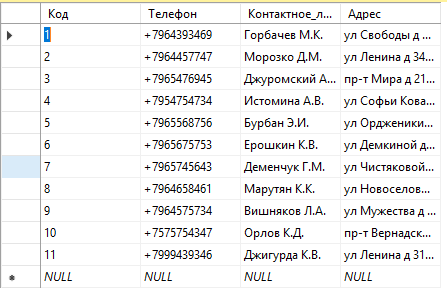 Код Телефон Контактное_л... Адрес
1 +7964393469 Горбачев М.К. ул Свободы д ...
2 +7964457747 Морозко Д.М. ул Ленина д 34...
3 +7965476945 Джуромский А... пр-т Мира д 21...
4 +7954754734 Истомина А.В. ул Софьи Кова...
5 +7965568756 Бурбан Э.И. ул Ордженики...
6 +7965675753 Ерошкин К.В. ул Демкиной д...
7 +7965745643 Деменчук Г.М. ул Чистяковой...
8 +7964658461 Марутян К.К. ул Новоселов...
9 +7964575734 Вишняков Л.А. ул Мужества д ...
10 +7575754347 Орлов К.Д. пр-т Вернадск...
11 +7999439346 Джигурда К.В. ул Ленина д 31...
NULL NULL NULL NULL